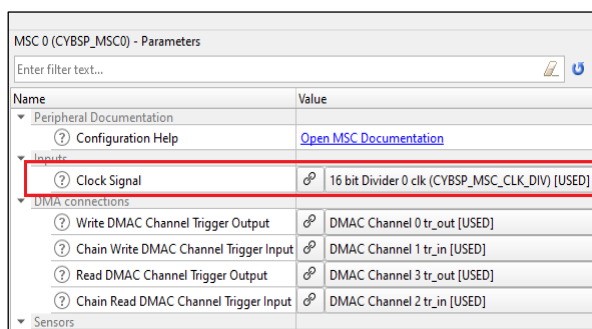 MSC 0 (CYBSP_MSC0) - Parameters
Enter filter text...
Name Value
Peripheral Documentation
? Configuration Help Open MSC Documentation
Inputs
? Clock Signal 16 bit Divider 0 clk (CYBSP_MSC_CLK_DIV) [USED]
DMA connections
? Write DMAC Channel Trigger Output DMAC Channel 0 tr_out [USED]
? Chain Write DMAC Channel Trigger Input DMAC Channel 1 tr_in [USED]
? Read DMAC Channel Trigger Output DMAC Channel 3 tr_out [USED]
? Chain Read DMAC Channel Trigger Input DMAC Channel 2 tr_in [USED]
Sensors